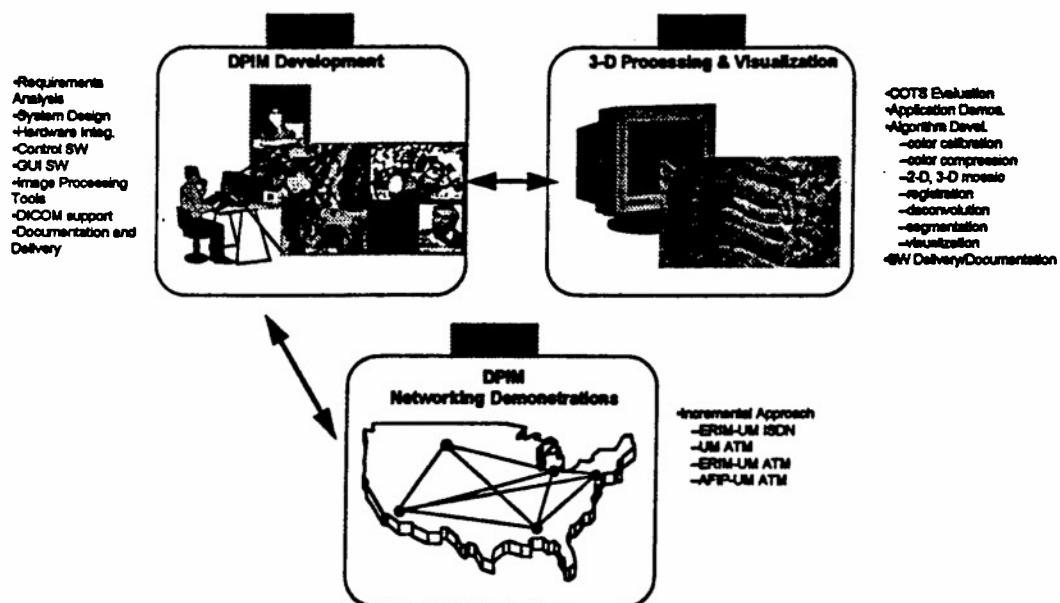 DPIM Development
•Requirements
Analysis
•System Design
•Hardware Integ.
•Control SW
•GUI SW
•Image Processing
Tools
•DICOM support
•Documentation and
Delivery
3-D Processing & Visualization
•COTS Evaluation
•Application Demos.
•Algorithm Devel.
–color calibration
–color compression
–2-D, 3-D mosaic
–registration
–deconvolution
–segmentation
–visualization
•SW Delivery/Documentation
DPIM
Networking Demonstrations
•Incremental Approach
–ERIM-UM ISDN
–UM ATM
–ERIM-UM ATM
–AFIP-UM ATM